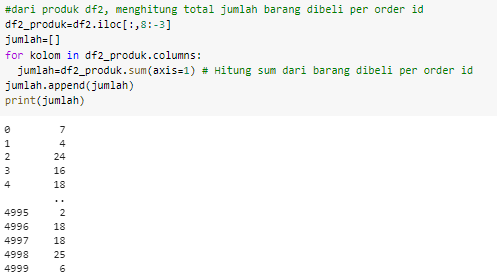 #dari produk df2, menghitung total jumlah barang dibeli per order id
df2_produk=df2.iloc[:,8:-3]
jumlah=[]
for kolom in df2_produk.columns:
  jumlah=df2_produk.sum(axis=1) # Hitung sum dari barang dibeli per order id
jumlah.append(jumlah)
print(jumlah)
0        7
1        4
2       24
3       16
4       18
        ..
4995     2
4996    18
4997    18
4998    25
4999     6